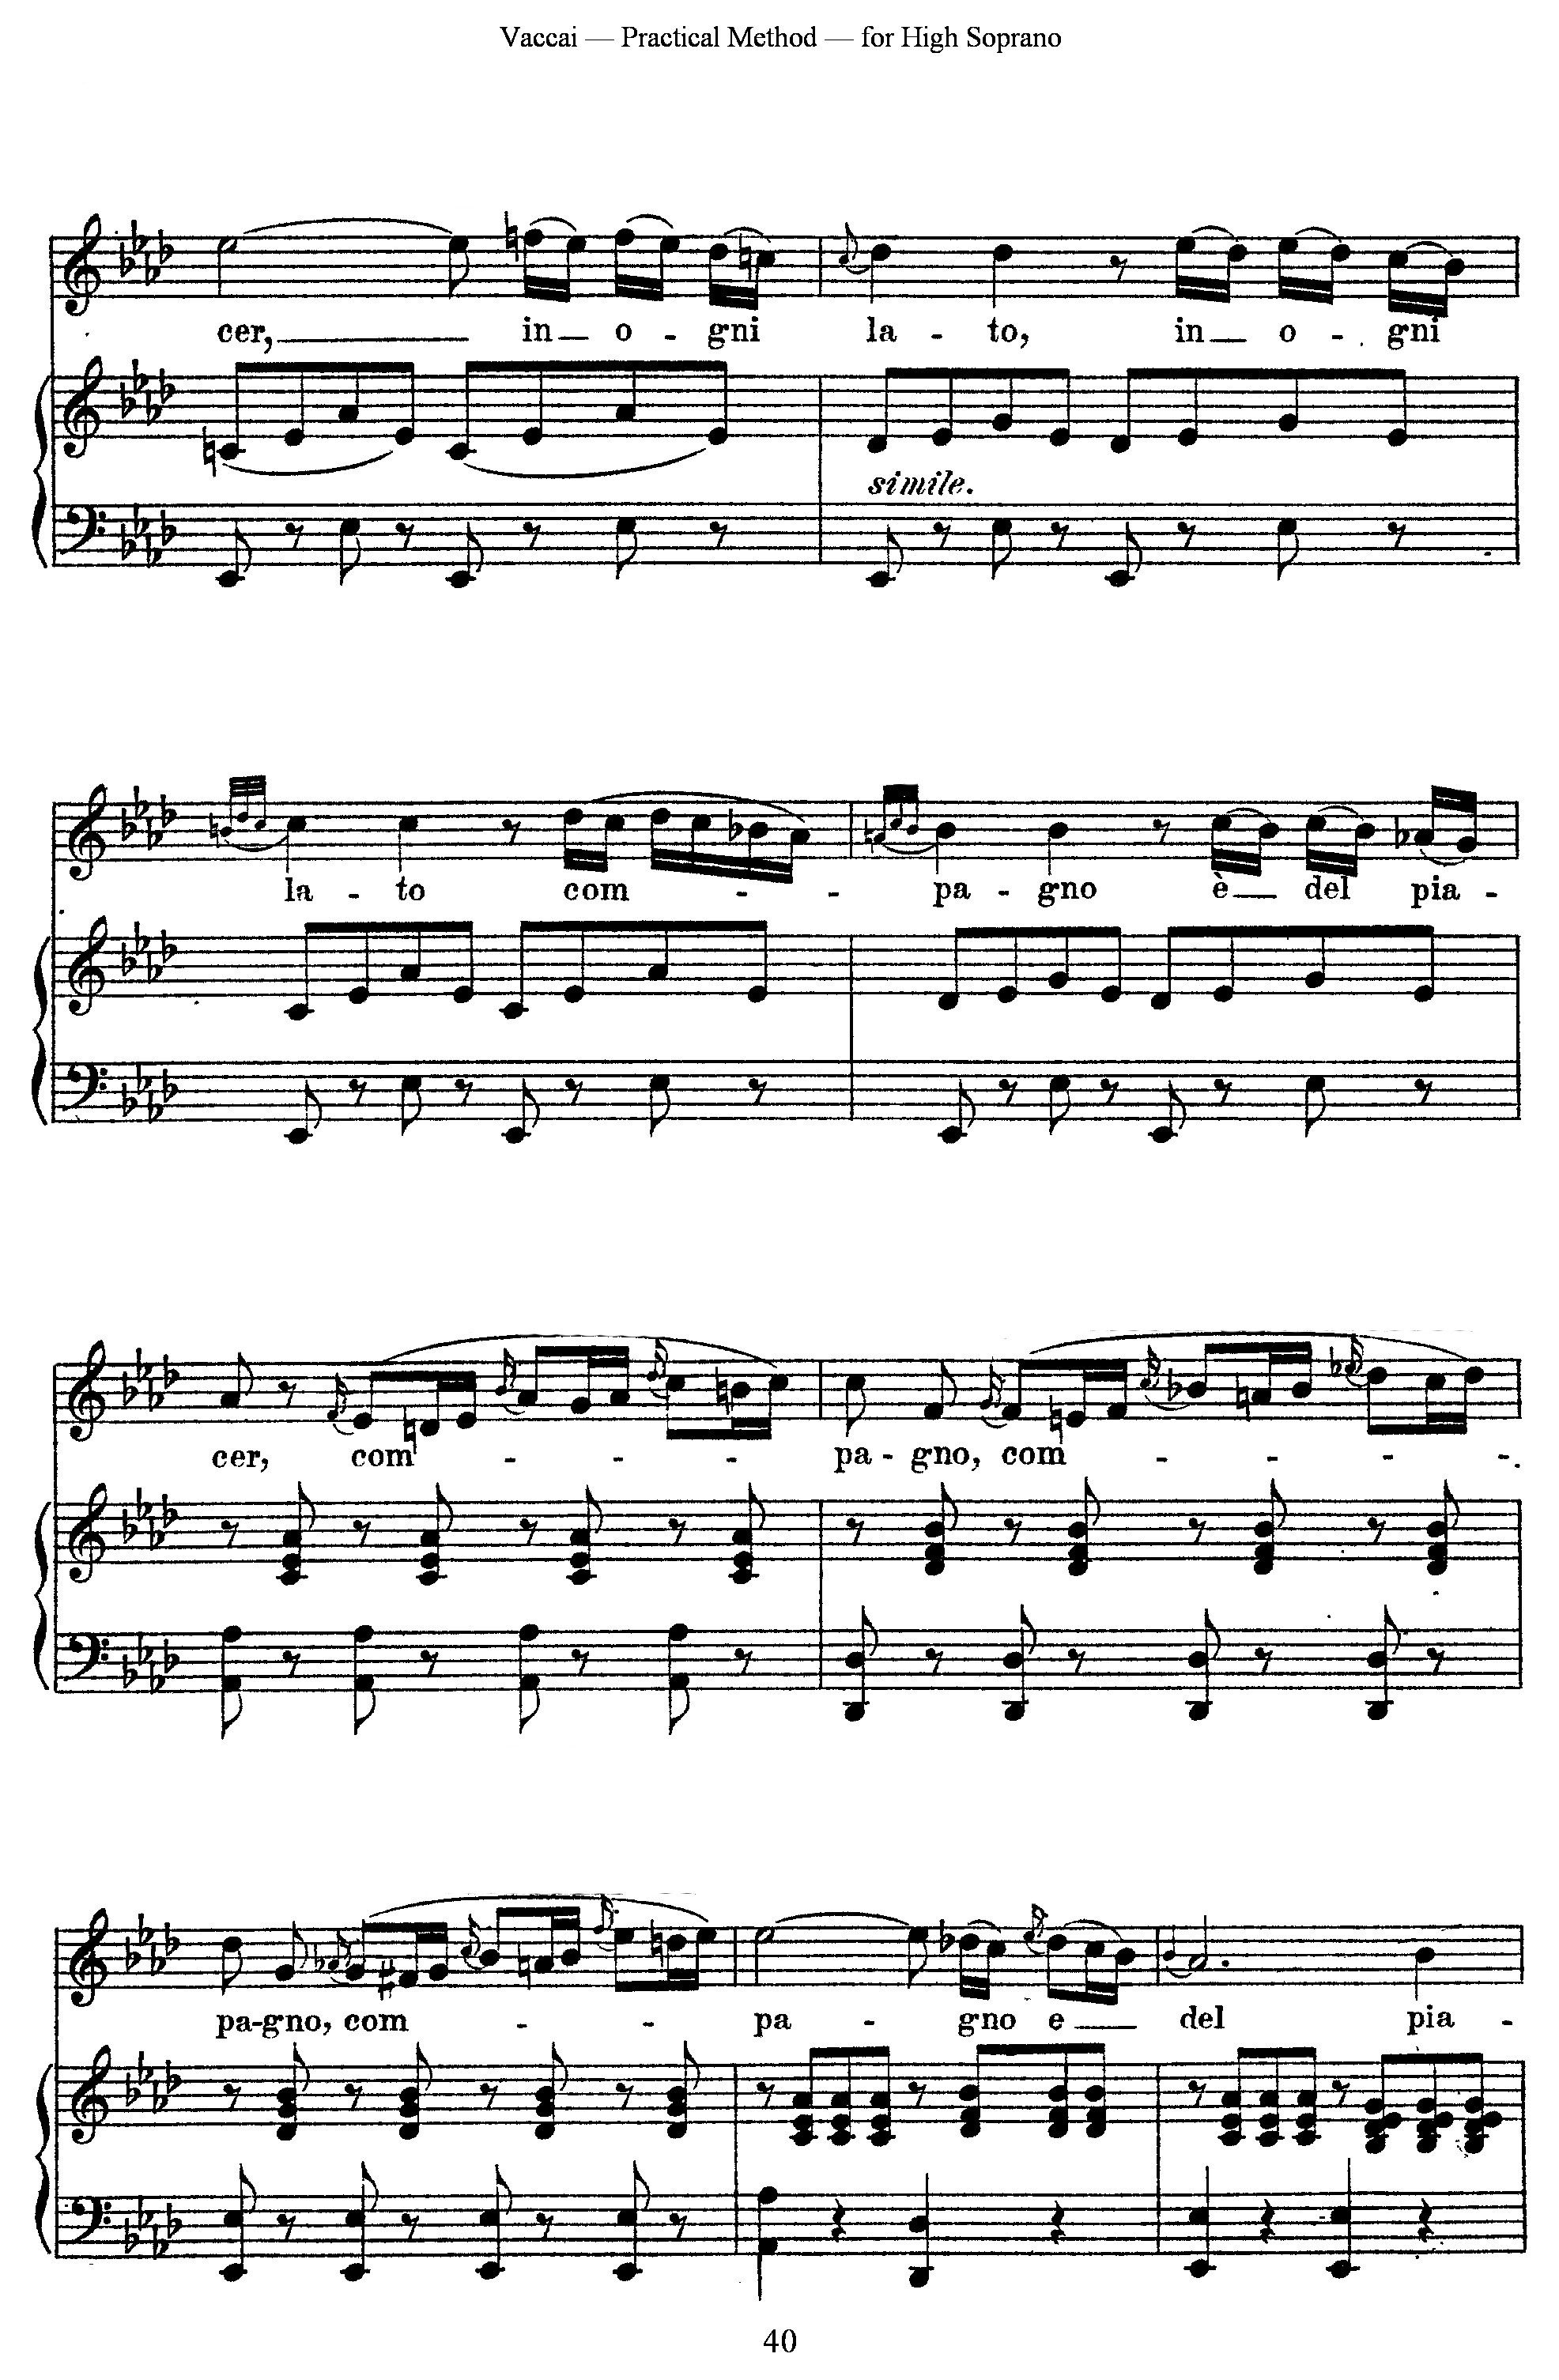 Vaccai — Practical Method — for High Soprano
cer, in o - gni la - to, in o - gni
simile.
la - to com - - - pa - gno è del pia -
cer, com - - - pa - gno, com - - - -
pa-gno, com - - - pa - gno e del pia -
40